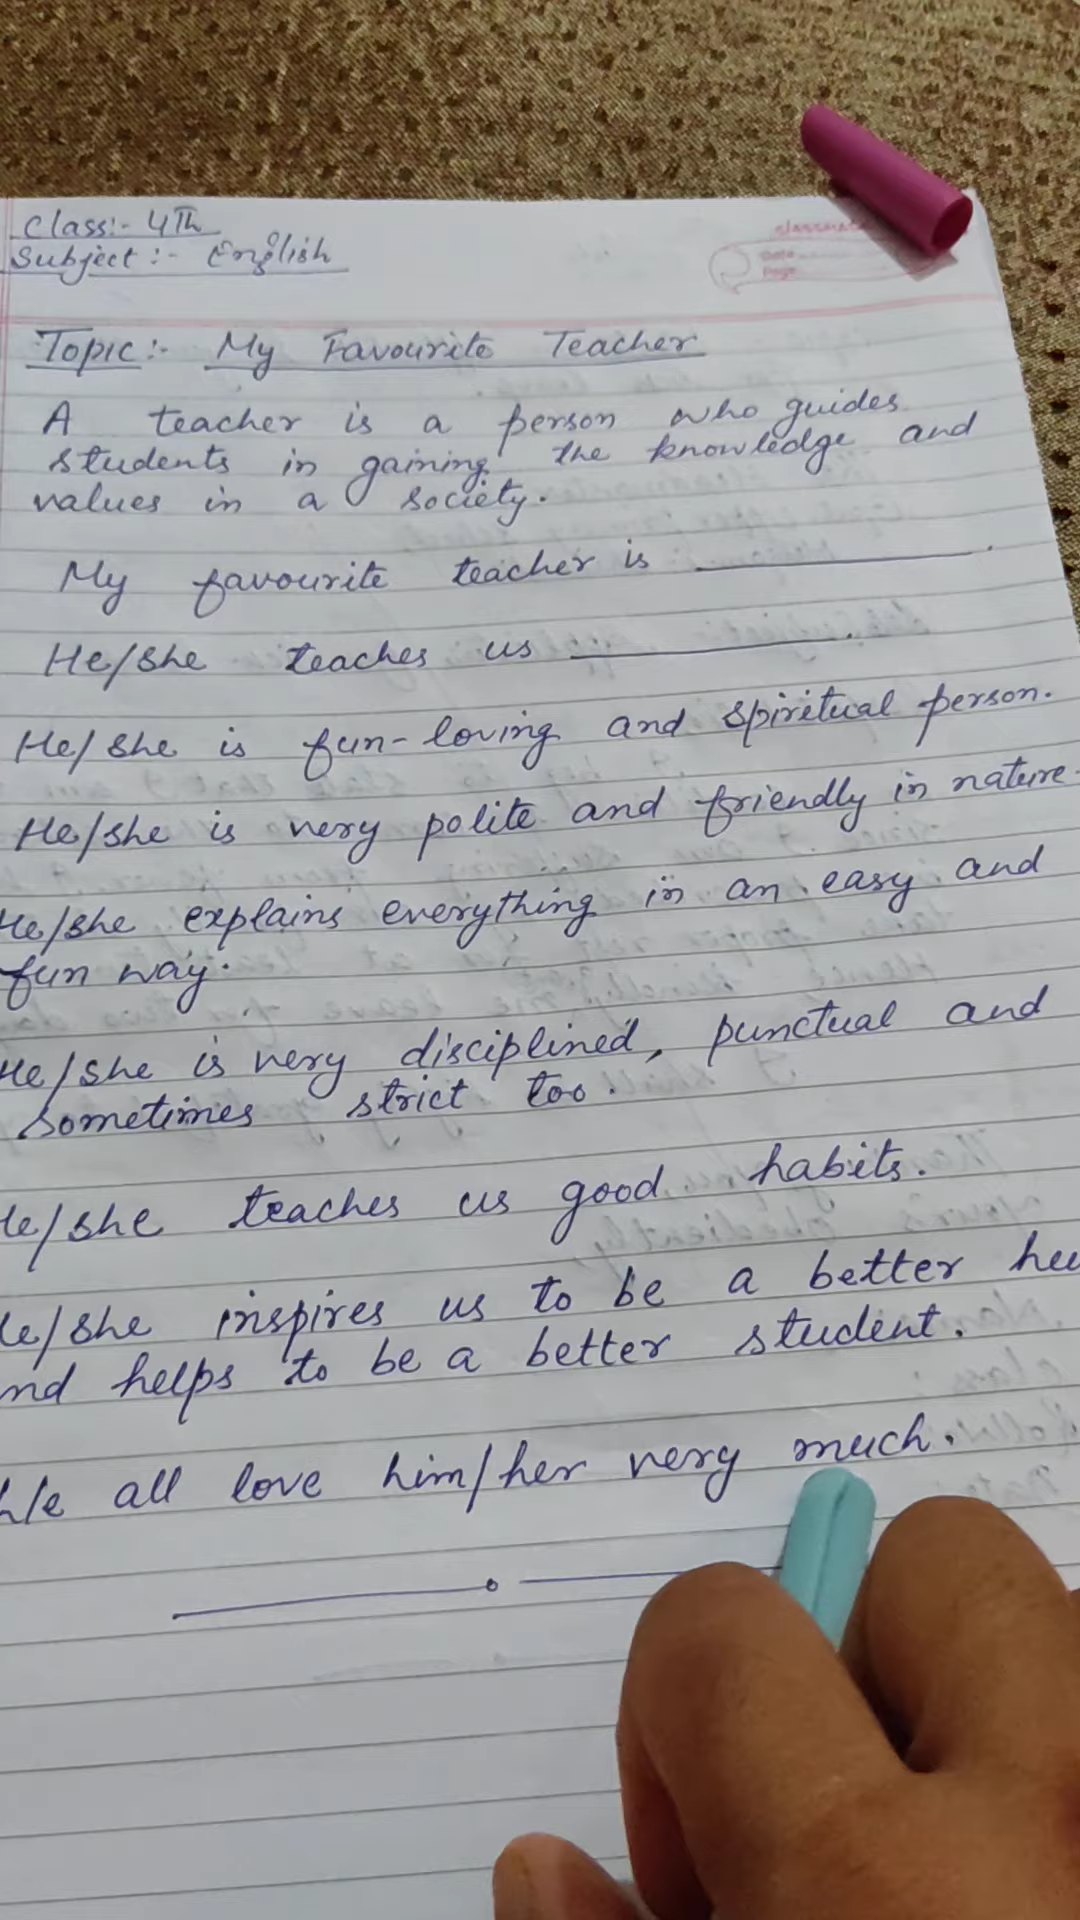 Class:- 4Th
Subject:- English
classmate
Date
Page
Topic:- My Favourite Teacher
A teacher is a person who guides
students in gaining the knowledge and
values in a society.
My favourite teacher is ________.
He/she teaches us ________.
He/she is fun-loving and spiritual person.
He/she is very polite and friendly in nature.
He/she explains everything in an easy and
fun way.
He/she is very disciplined, punctual and
sometimes strict too.
He/she teaches us good habits.
He/she inspires us to be a better
and helps to be a better student.
We all love him/her very much.